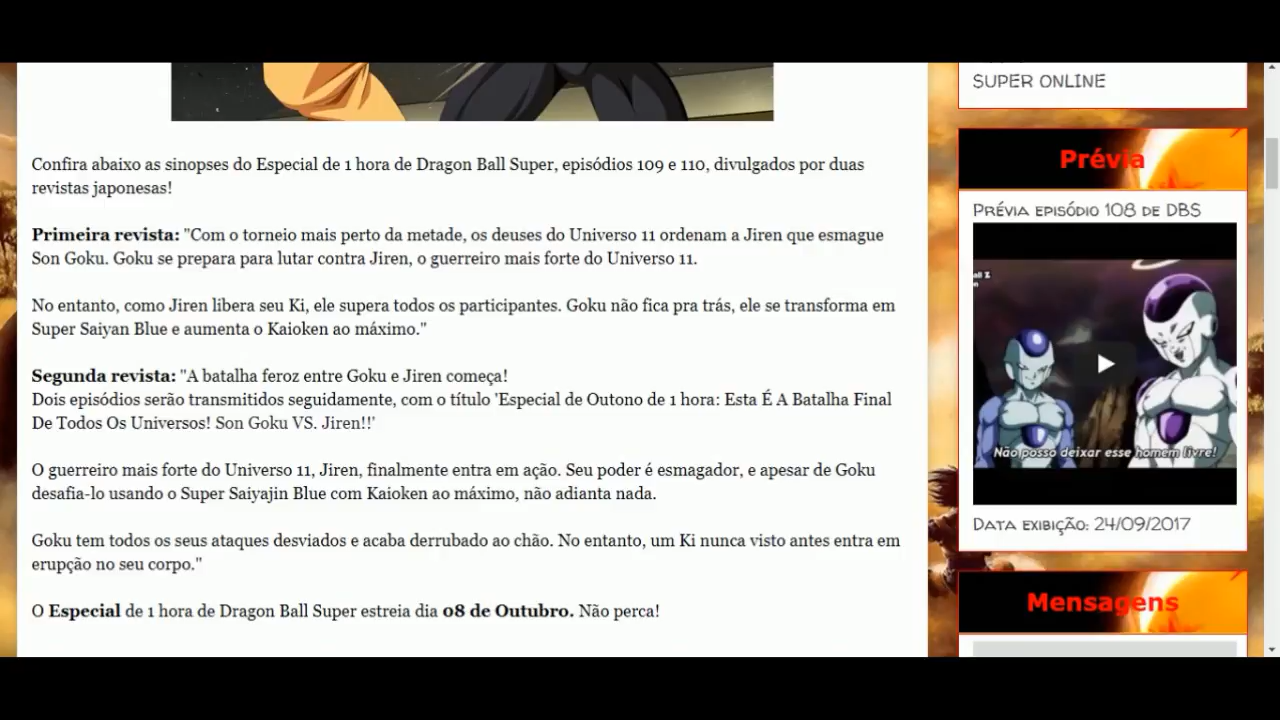 Confira abaixo as sinopses do Especial de 1 hora de Dragon Ball Super, episódios 109 e 110, divulgados por duas
revistas japonesas!
Primeira revista: "Com o torneio mais perto da metade, os deuses do Universo 11 ordenam a Jiren que esmague
Son Goku. Goku se prepara para lutar contra Jiren, o guerreiro mais forte do Universo 11.
No entanto, como Jiren libera seu Ki, ele supera todos os participantes. Goku não fica pra trás, ele se transforma em
Super Saiyan Blue e aumenta o Kaioken ao máximo."
Segunda revista: "A batalha feroz entre Goku e Jiren começa!
Dois episódios serão transmitidos seguidamente, com o título 'Especial de Outono de 1 hora: Esta É A Batalha Final
De Todos Os Universos! Son Goku VS. Jiren!!'
O guerreiro mais forte do Universo 11, Jiren, finalmente entra em ação. Seu poder é esmagador, e apesar de Goku
desafia-lo usando o Super Saiyajin Blue com Kaioken ao máximo, não adianta nada.
Goku tem todos os seus ataques desviados e acaba derrubado ao chão. No entanto, um Ki nunca visto antes entra em
erupção no seu corpo."
O Especial de 1 hora de Dragon Ball Super estreia dia 08 de Outubro. Não perca!
SUPER ONLINE
Prévia
Prévia episódio 108 de DBS
Não posso deixar esse homem livre!
Data exibição: 24/09/2017
Mensagens